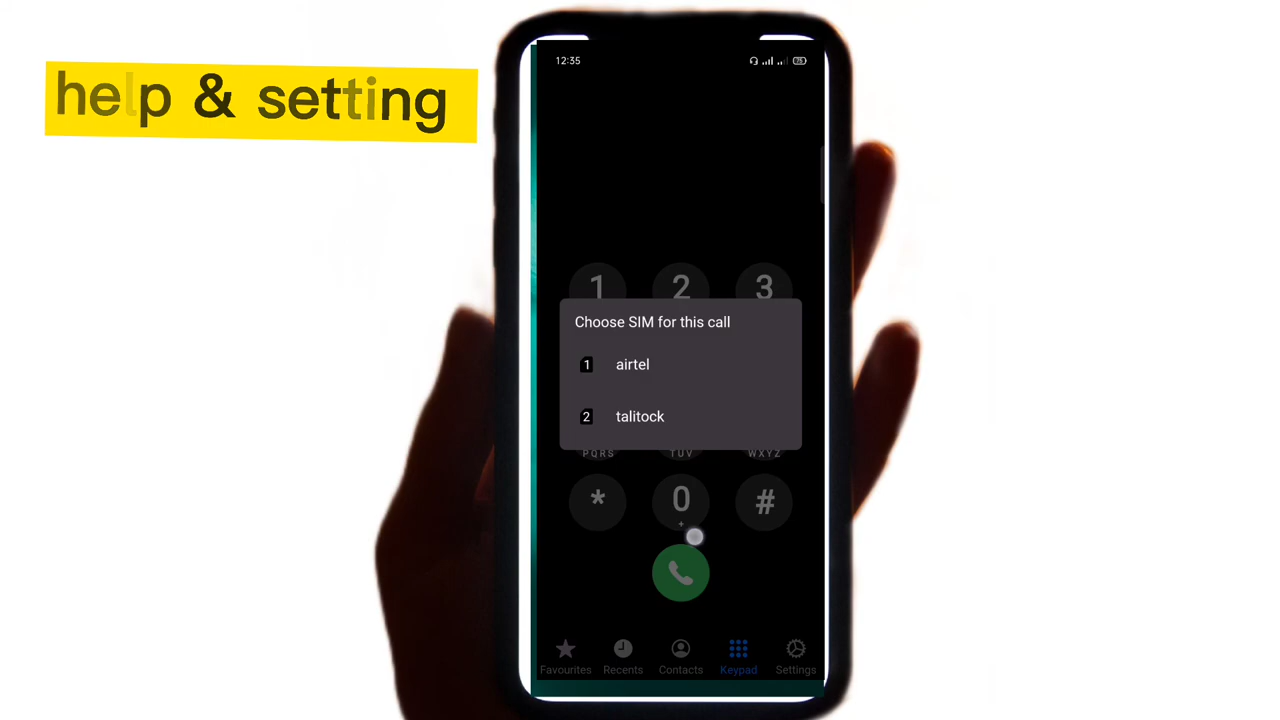 help & setting
12:35
75
1 2 3
Choose SIM for this call
1 airtel
2 talitock
PQRS TUV WXYZ
* 0 #
+
Favourites Recents Contacts Keypad Settings